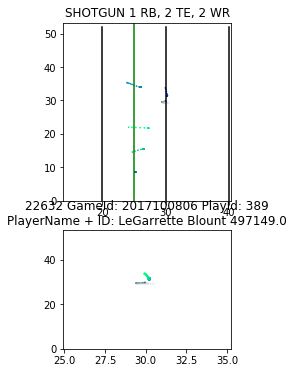 SHOTGUN 1 RB, 2 TE, 2 WR
50
40
30
20
10
0
20 30 40
22632 GameId: 2017100806 PlayId: 389
PlayerName + ID: LeGarrette Blount 497149.0
40
20
0
25.0 27.5 30.0 32.5 35.0